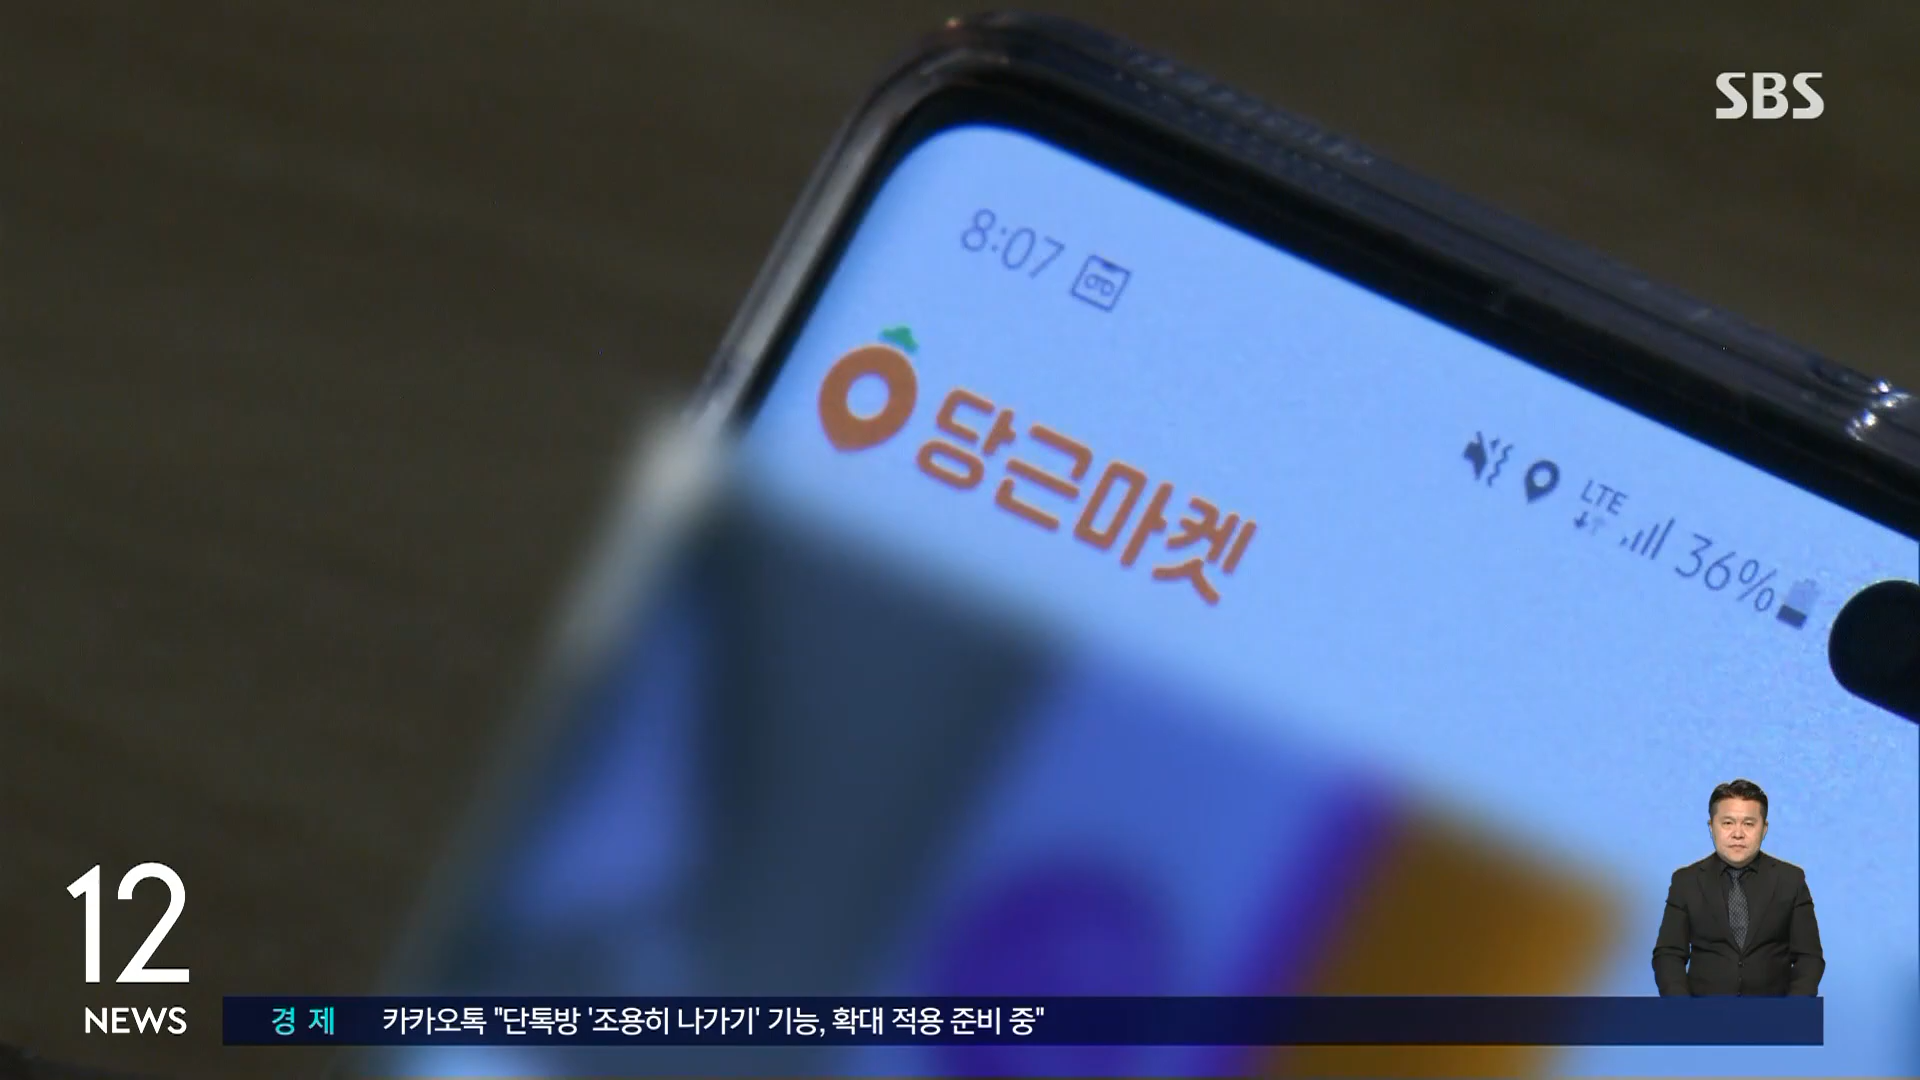 SBS
8:07
당근마켓
LTE
36%
12
NEWS
경제 카카오톡 "단톡방 '조용히 나가기' 기능, 확대 적용 준비 중"